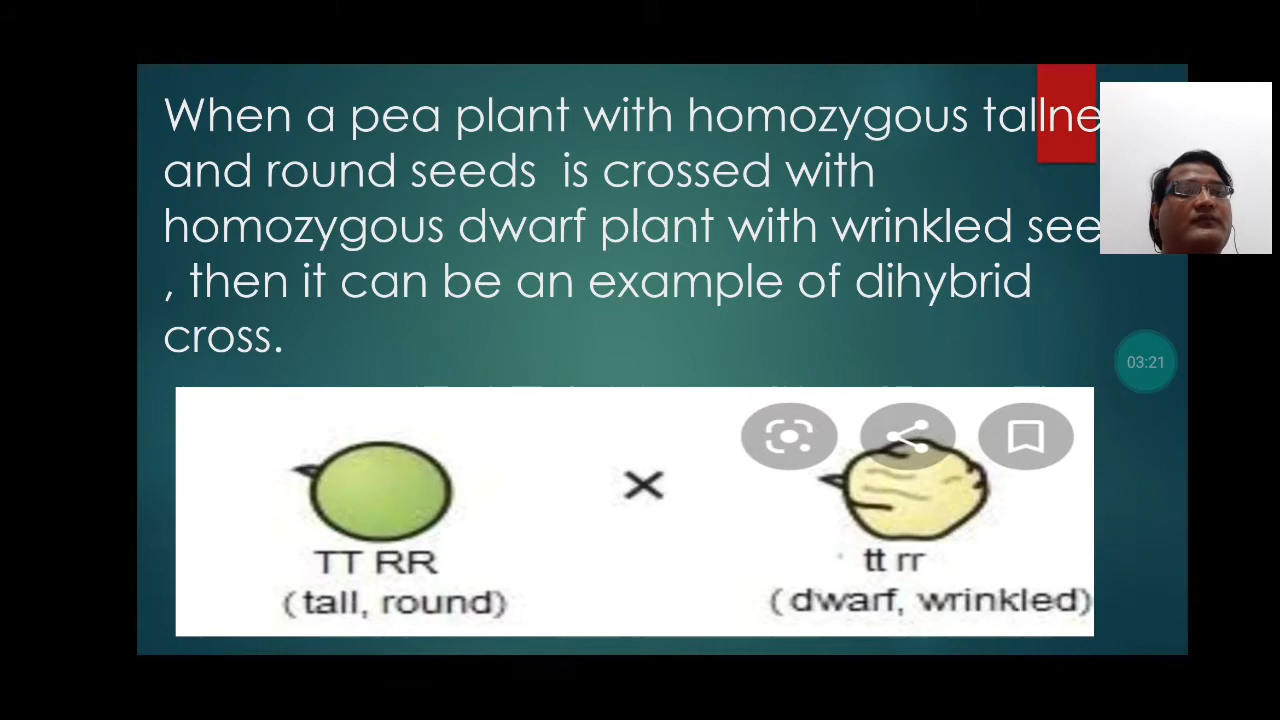 When a pea plant with homozygous tallne
and round seeds is crossed with
homozygous dwarf plant with wrinkled see
, then it can be an example of dihybrid
cross.
03:21
×
TT RR
tt rr
(tall, round)
(dwarf, wrinkled)